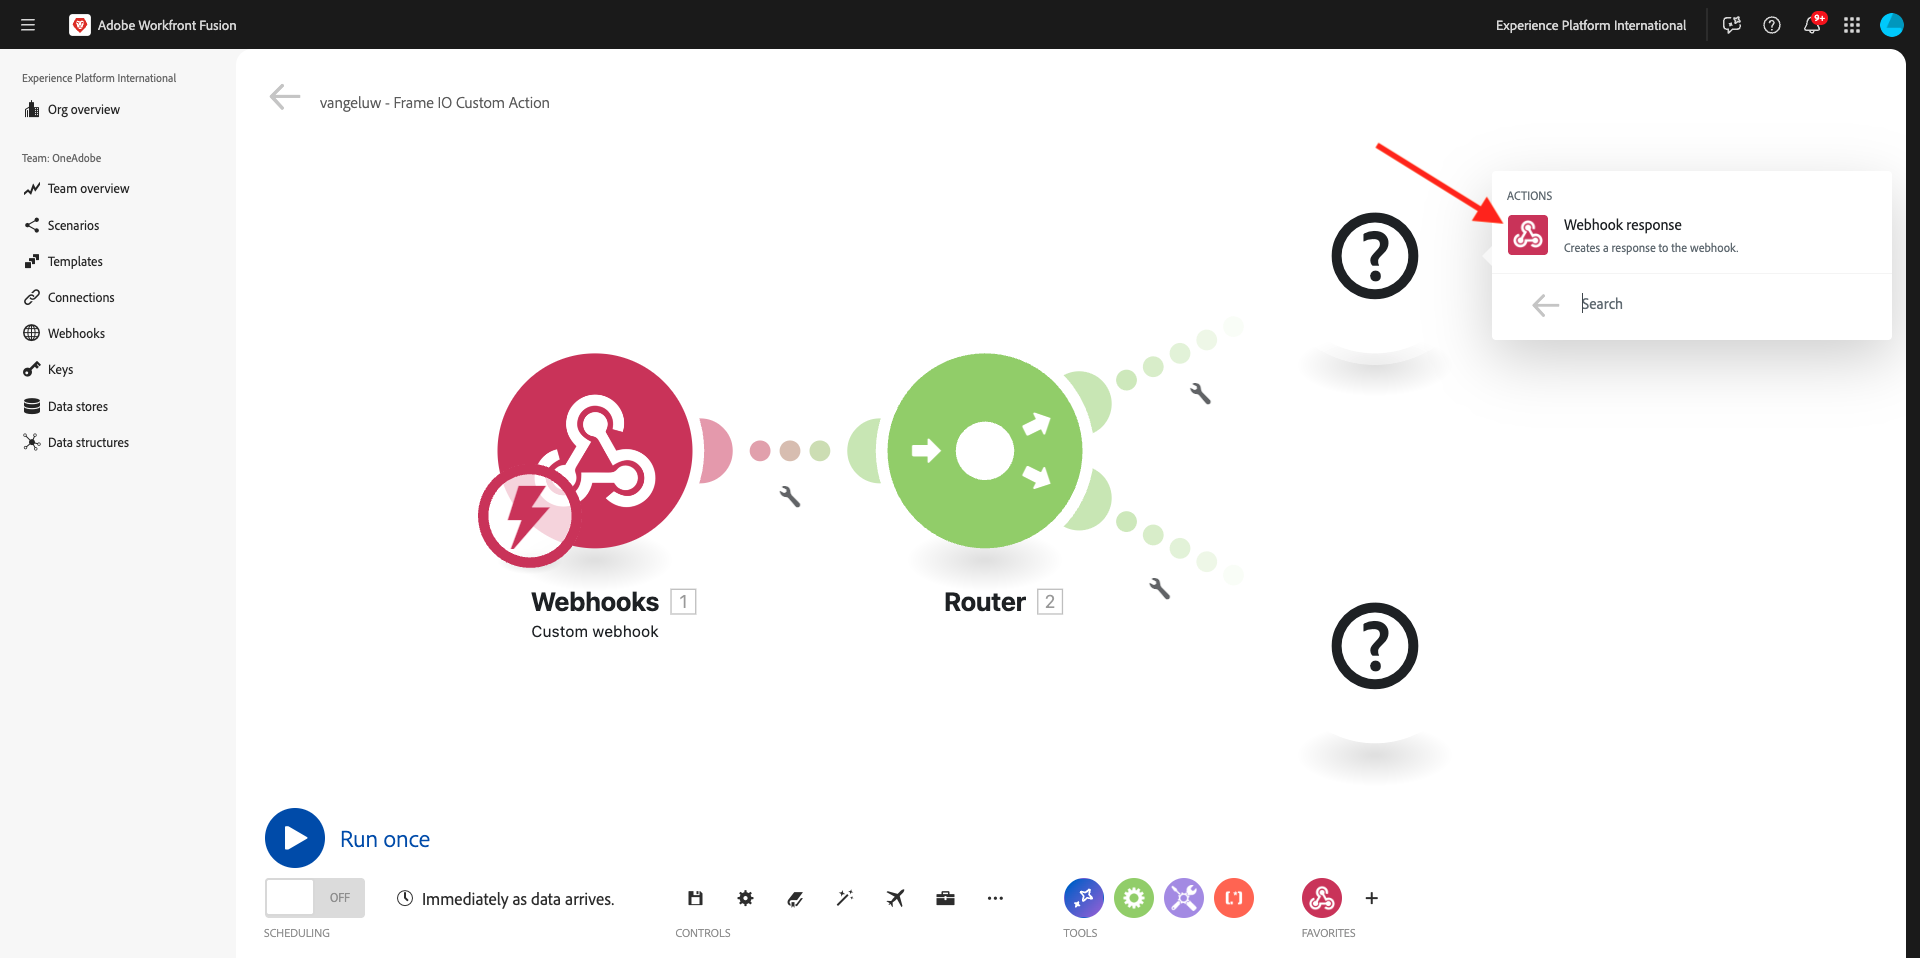 Adobe Workfront Fusion
Experience Platform International
9+
Experience Platform International
Org overview
Team: OneAdobe
Team overview
Scenarios
Templates
Connections
Webhooks
Keys
Data stores
Data structures
vangeluw - Frame IO Custom Action
ACTIONS
Webhook response
Creates a response to the webhook.
Search
?
?
Webhooks 1
Custom webhook
Router 2
Run once
OFF
Immediately as data arrives.
SCHEDULING
CONTROLS
TOOLS
FAVORITES